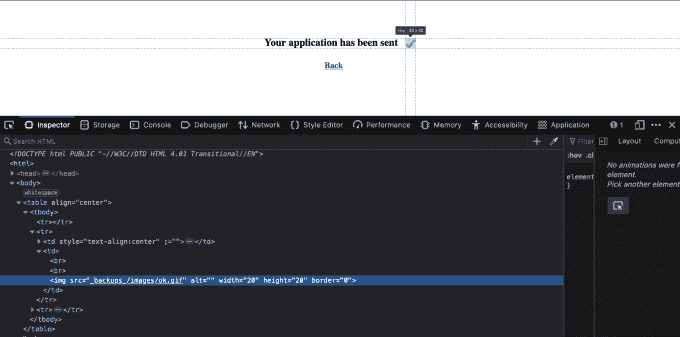 Your application has been sent
Back
Inspector Storage Console Debugger Network Style Editor Performance Memory Accessibility Application 1
Search HTML
Filter
Layout
Comput
:hov .cl
<!DOCTYPE html PUBLIC "-//W3C//DTD HTML 4.01 Transitional//EN">
<html>
<head> </head>
<body>
whitespace
<table align="center">
<tbody>
<tr></tr>
<tr>
<td style="text-align:center" ;=""> </td>
<td>
<br>
<br>
<img src="_backups_/images/ok.gif" alt="" width="20" height="20" border="0">
</td>
</tr>
<tr> </tr>
</tbody>
</table>
element
}
No animations were f
element.
Pick another element